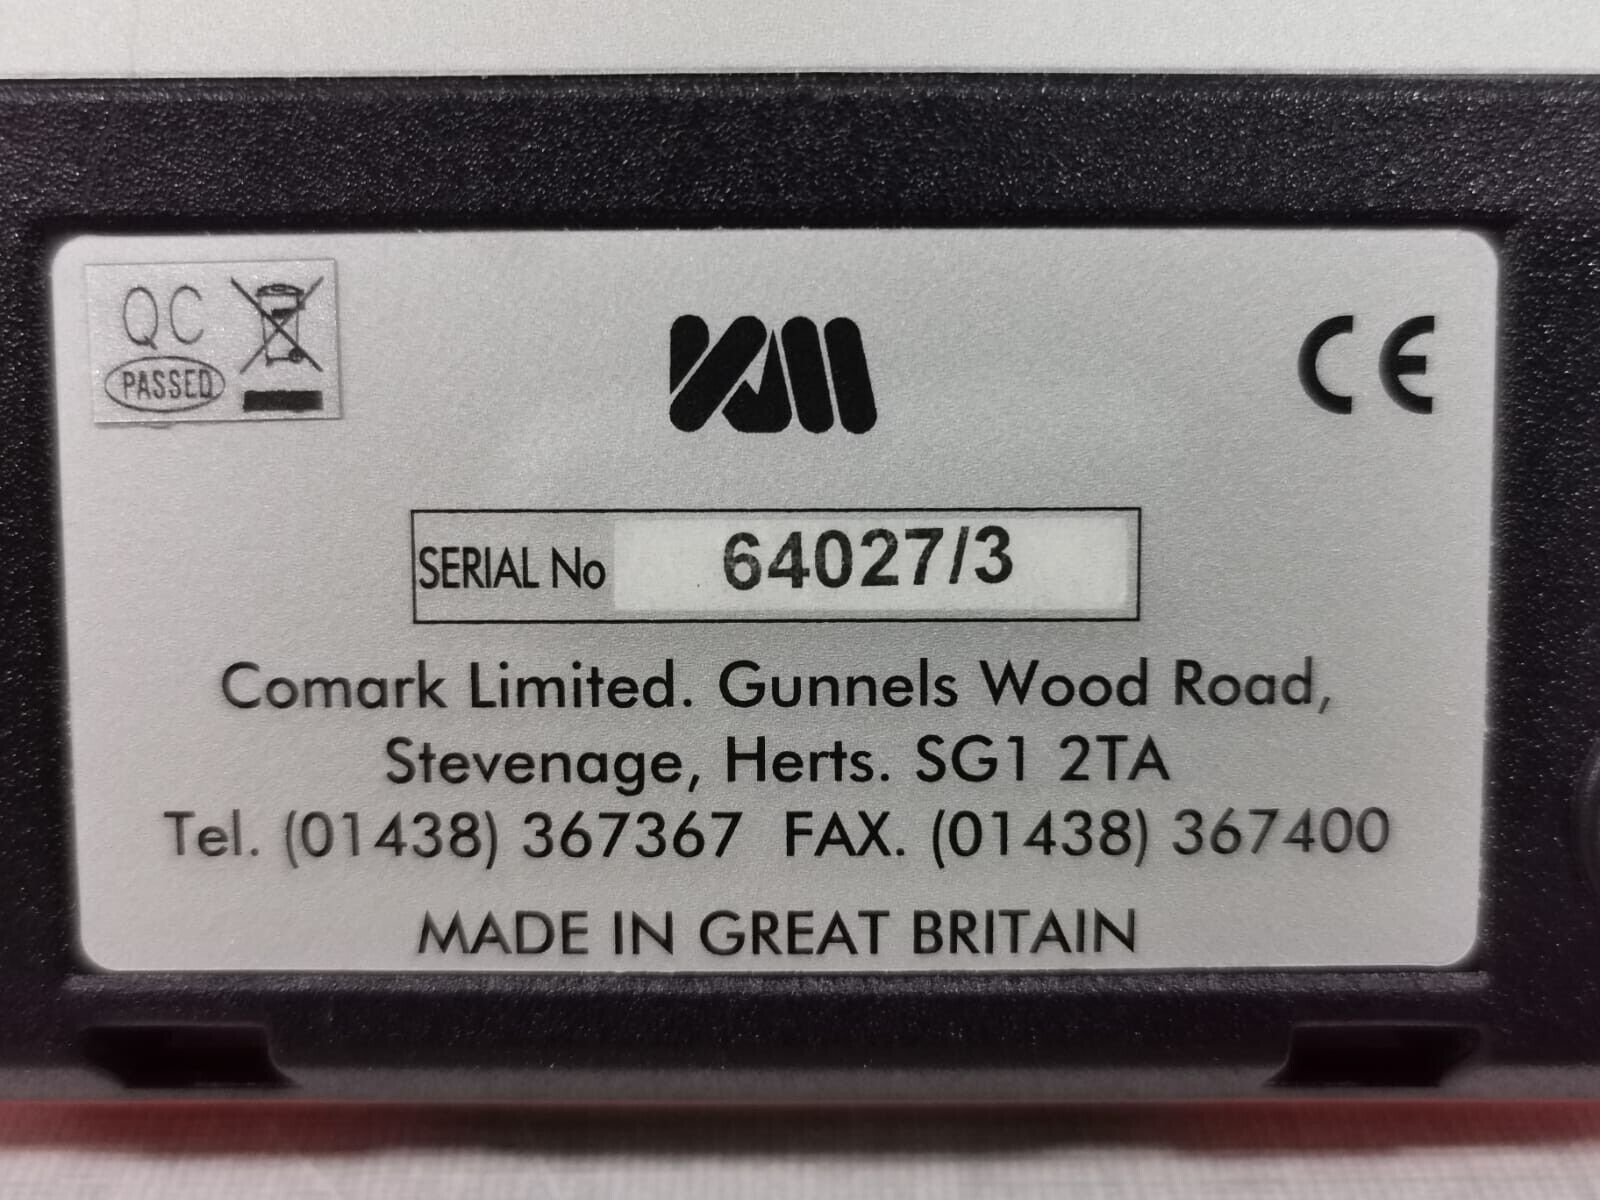 QC
PASSED
CE
SERIAL No 64027/3
Comark Limited. Gunnels Wood Road,
Stevenage, Herts. SG1 2TA
Tel. (01438) 367367 FAX. (01438) 367400
MADE IN GREAT BRITAIN